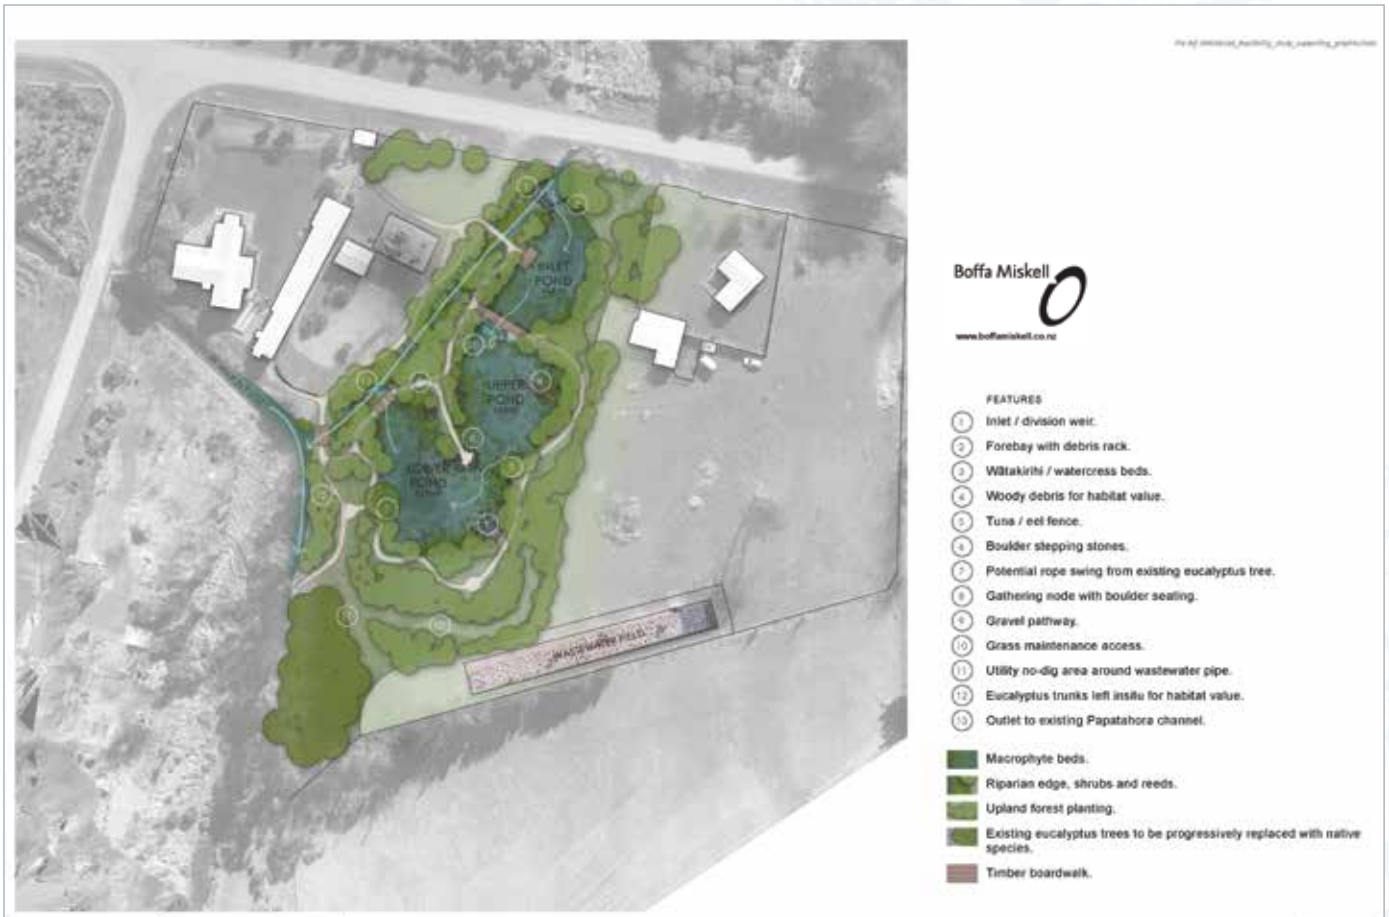 INLET
POND
UPPER
POND
LOWER
POND
WASTEWATER FIELD
Boffa Miskell
www.boffamiskell.co.nz
FEATURES
1 Inlet / division weir.
2 Forebay with debris rack.
3 Wātakirihi / watercress beds.
4 Woody debris for habitat value.
5 Tuna / eel fence.
6 Boulder stepping stones.
7 Potential rope swing from existing eucalyptus tree.
8 Gathering node with boulder seating.
9 Gravel pathway.
10 Grass maintenance access.
11 Utility no-dig area around wastewater pipe.
12 Eucalyptus trunks left insitu for habitat value.
13 Outlet to existing Papatahora channel.
Macrophyte beds.
Riparian edge, shrubs and reeds.
Upland forest planting.
Existing eucalyptus trees to be progressively replaced with native
species.
Timber boardwalk.